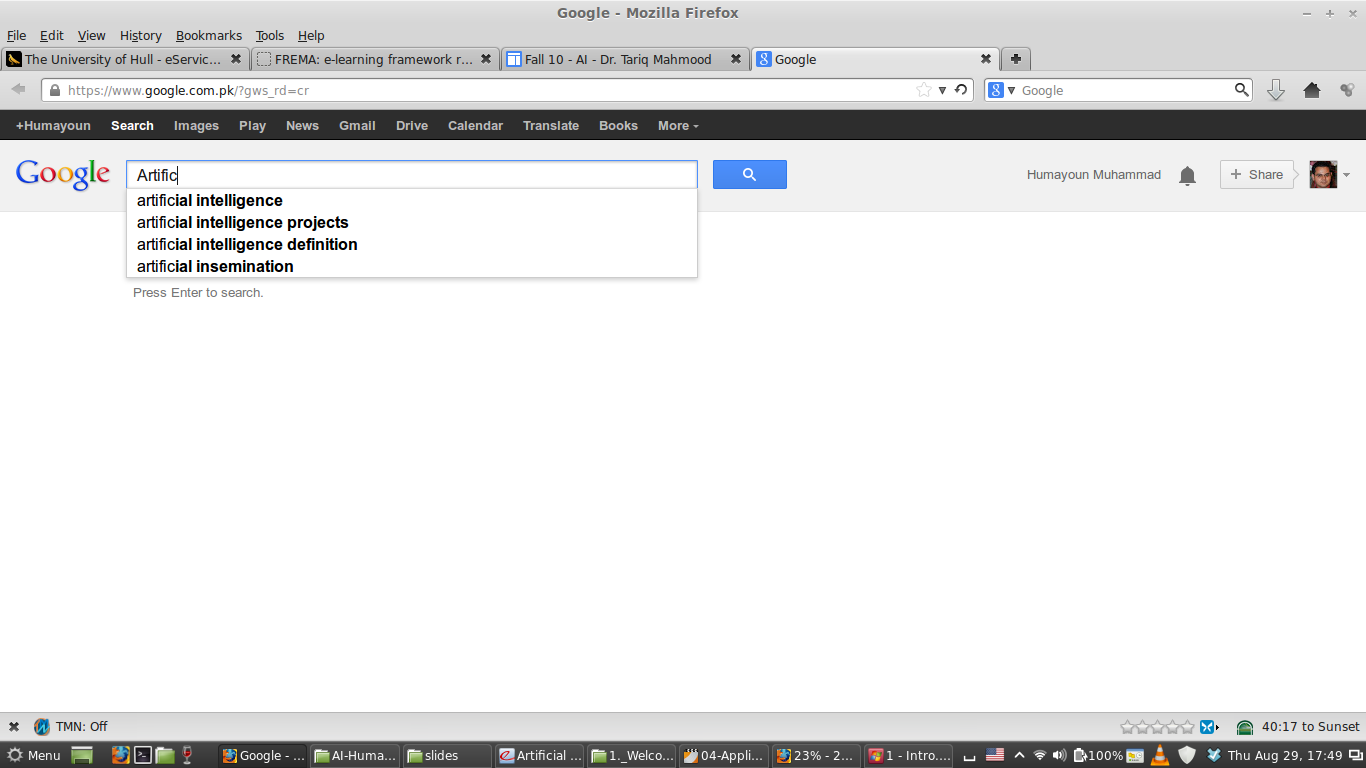 Google - Mozilla Firefox
File Edit View History Bookmarks Tools Help
The University of Hull - eServic... FREMA: e-learning framework r... Fall 10 - AI - Dr. Tariq Mahmood Google
https://www.google.com.pk/?gws_rd=cr Google
+Humayoun Search Images Play News Gmail Drive Calendar Translate Books More
Google Artific Humayoun Muhammad + Share
artificial intelligence
artificial intelligence projects
artificial intelligence definition
artificial insemination
Press Enter to search.
TMN: Off 40:17 to Sunset
Menu Google - ... AI-Huma... slides Artificial ... 1._Welco... 04-Appli... 23% - 2... 1 - Intro.... 100% Thu Aug 29, 17:49